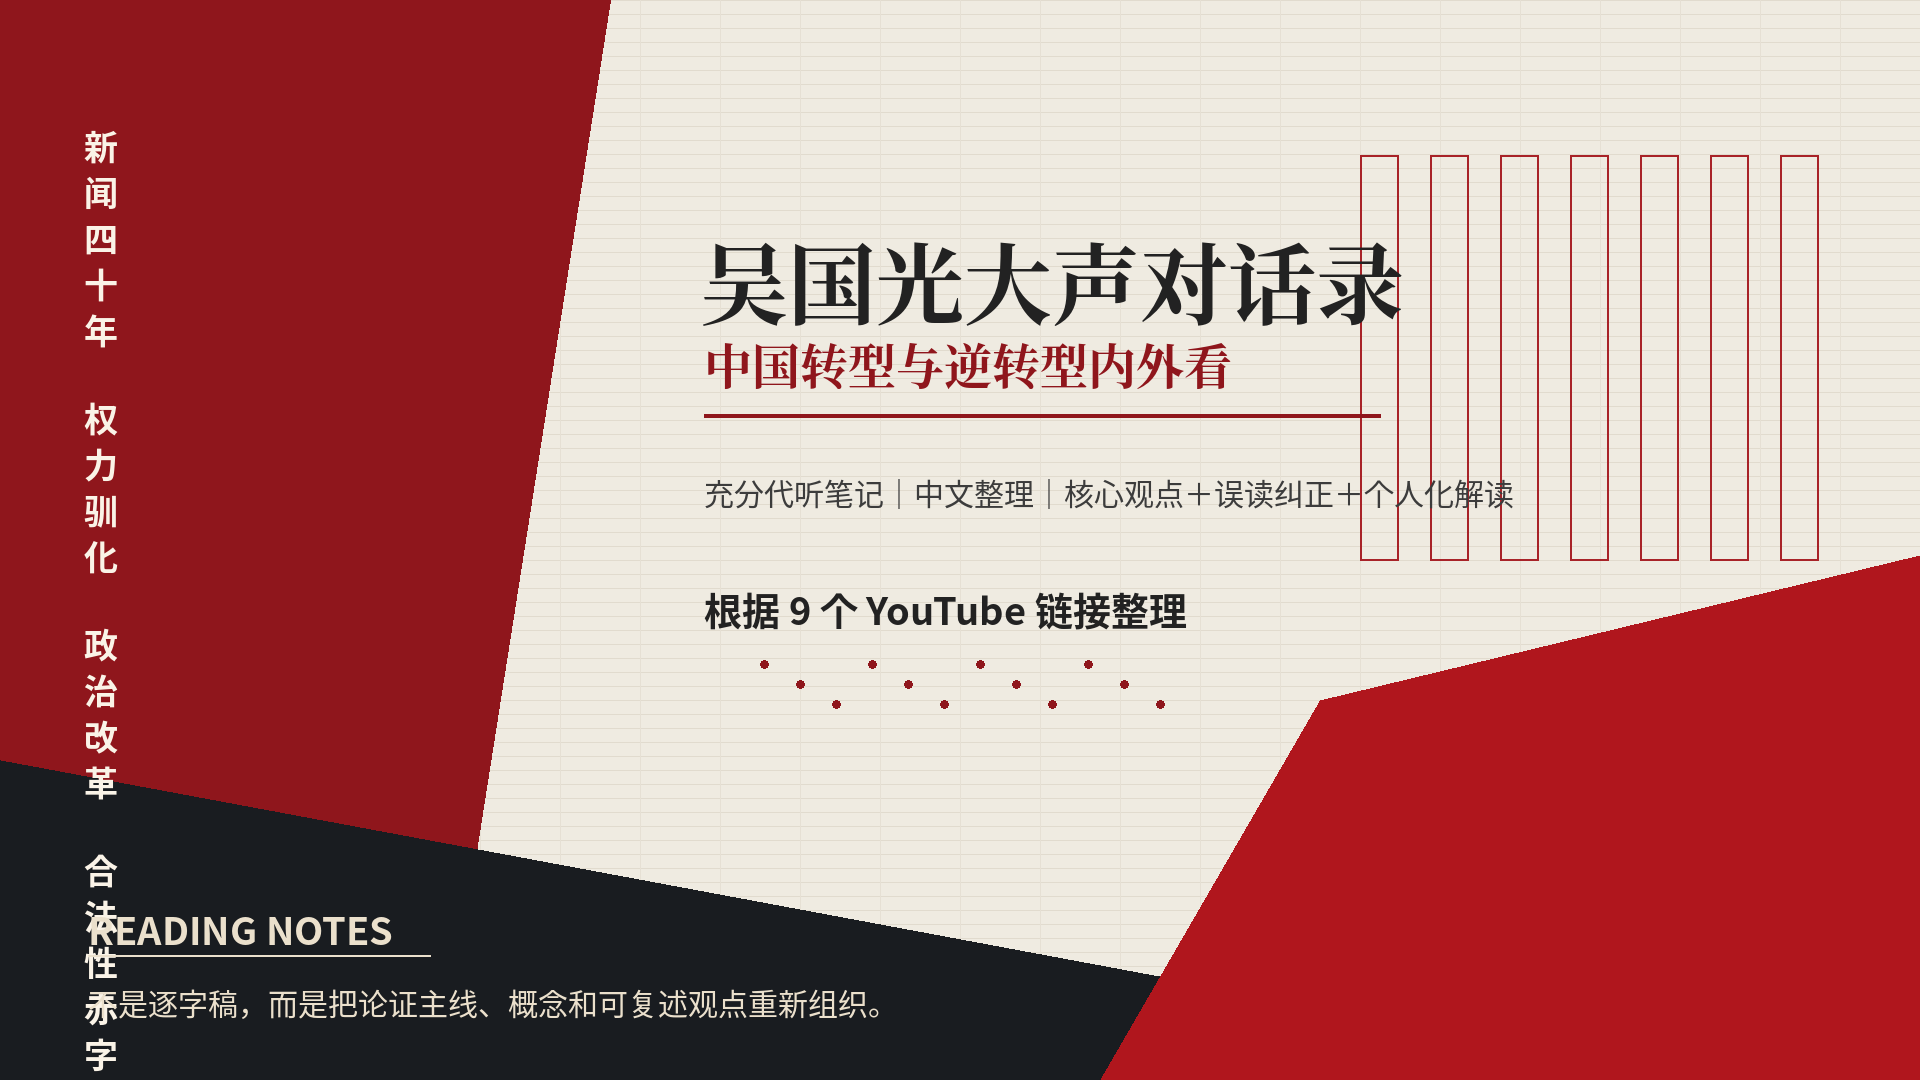 新闻四十年
权力驯化
政治改革
合法性赤字
吴国光大声对话录
中国转型与逆转型内外看
充分代听笔记｜中文整理｜核心观点＋误读纠正＋个人化解读
根据 9 个 YouTube 链接整理
READING NOTES
不是逐字稿，而是把论证主线、概念和可复述观点重新组织。